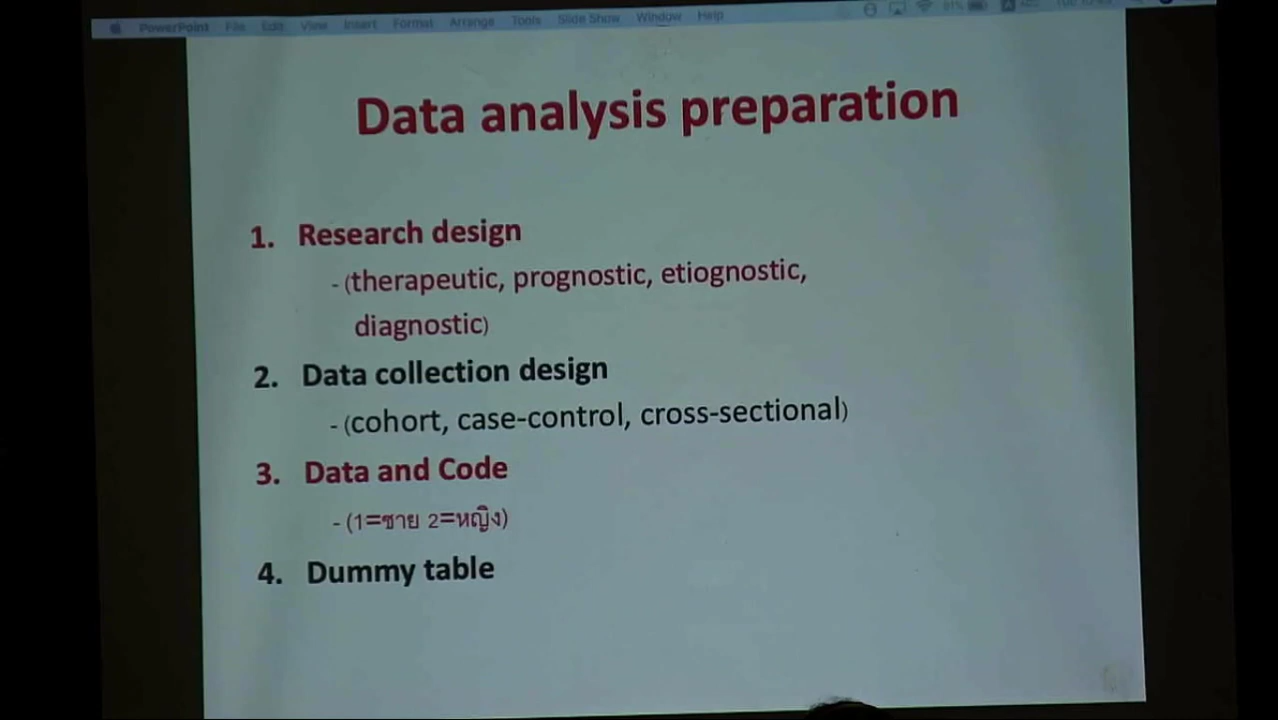 PowerPoint File Edit View Insert Format Arrange Tools Slide Show Window Help
Data analysis preparation
1. Research design
- (therapeutic, prognostic, etiognostic,
diagnostic)
2. Data collection design
- (cohort, case-control, cross-sectional)
3. Data and Code
- (1=ชาย 2=หญิง)
4. Dummy table